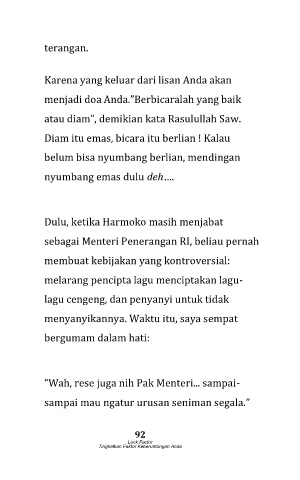 terangan.
Karena yang keluar dari lisan Anda akan
menjadi doa Anda.”Berbicaralah yang baik
atau diam”, demikian kata Rasulullah Saw.
Diam itu emas, bicara itu berlian ! Kalau
belum bisa nyumbang berlian, mendingan
nyumbang emas dulu deh….
Dulu, ketika Harmoko masih menjabat
sebagai Menteri Penerangan RI, beliau pernah
membuat kebijakan yang kontroversial:
melarang pencipta lagu menciptakan lagu-
lagu cengeng, dan penyanyi untuk tidak
menyanyikannya. Waktu itu, saya sempat
bergumam dalam hati:
“Wah, rese juga nih Pak Menteri... sampai-
sampai mau ngatur urusan seniman segala.”
92
Luck Factor
Tingkatkan Faktor Keberuntungan Anda